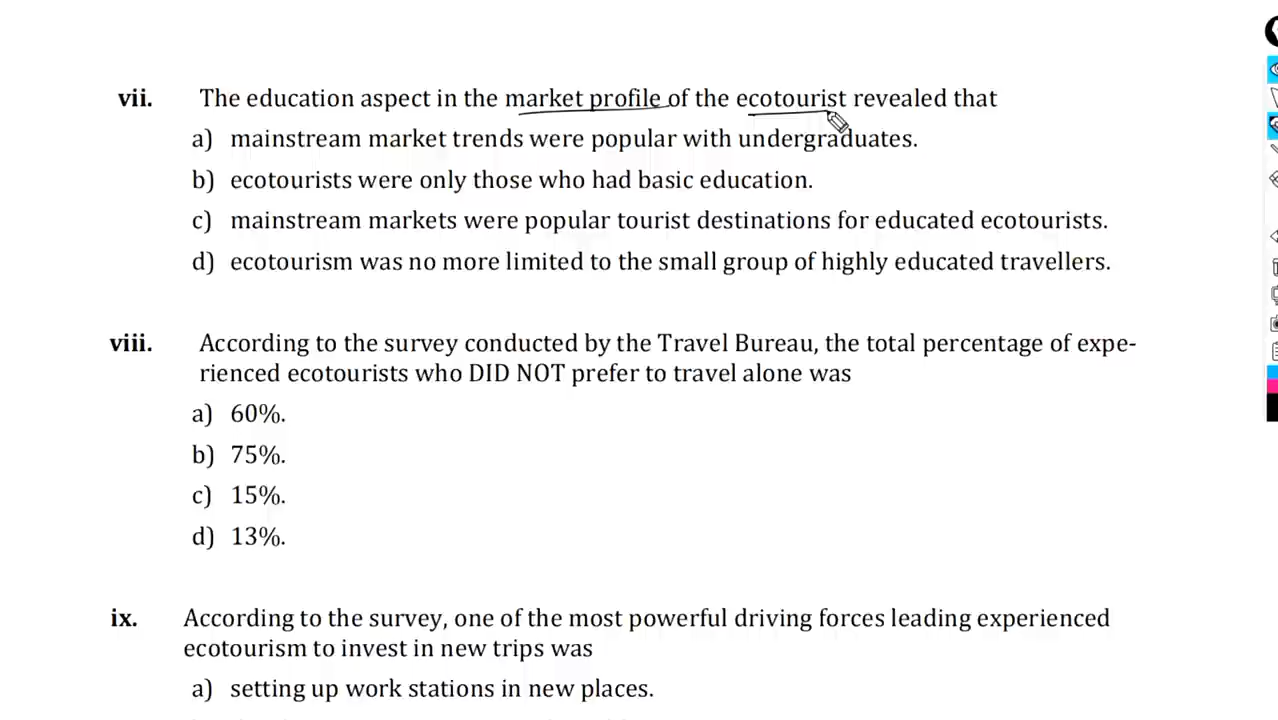 vii. The education aspect in the market profile of the ecotourist revealed that
a) mainstream market trends were popular with undergraduates.
b) ecotourists were only those who had basic education.
c) mainstream markets were popular tourist destinations for educated ecotourists.
d) ecotourism was no more limited to the small group of highly educated travellers.
viii. According to the survey conducted by the Travel Bureau, the total percentage of expe-
rienced ecotourists who DID NOT prefer to travel alone was
a) 60%.
b) 75%.
c) 15%.
d) 13%.
ix. According to the survey, one of the most powerful driving forces leading experienced
ecotourism to invest in new trips was
a) setting up work stations in new places.